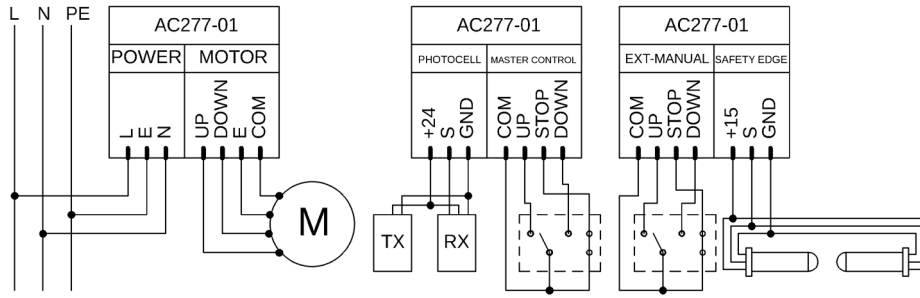 L N PE
AC277-01
POWER MOTOR
L E N UP DOWN E COM
M
AC277-01
PHOTOCELL MASTER CONTROL
+24 S GND COM UP STOP DOWN
TX RX
AC277-01
EXT-MANUAL SAFETY EDGE
COM UP STOP DOWN +15 S GND